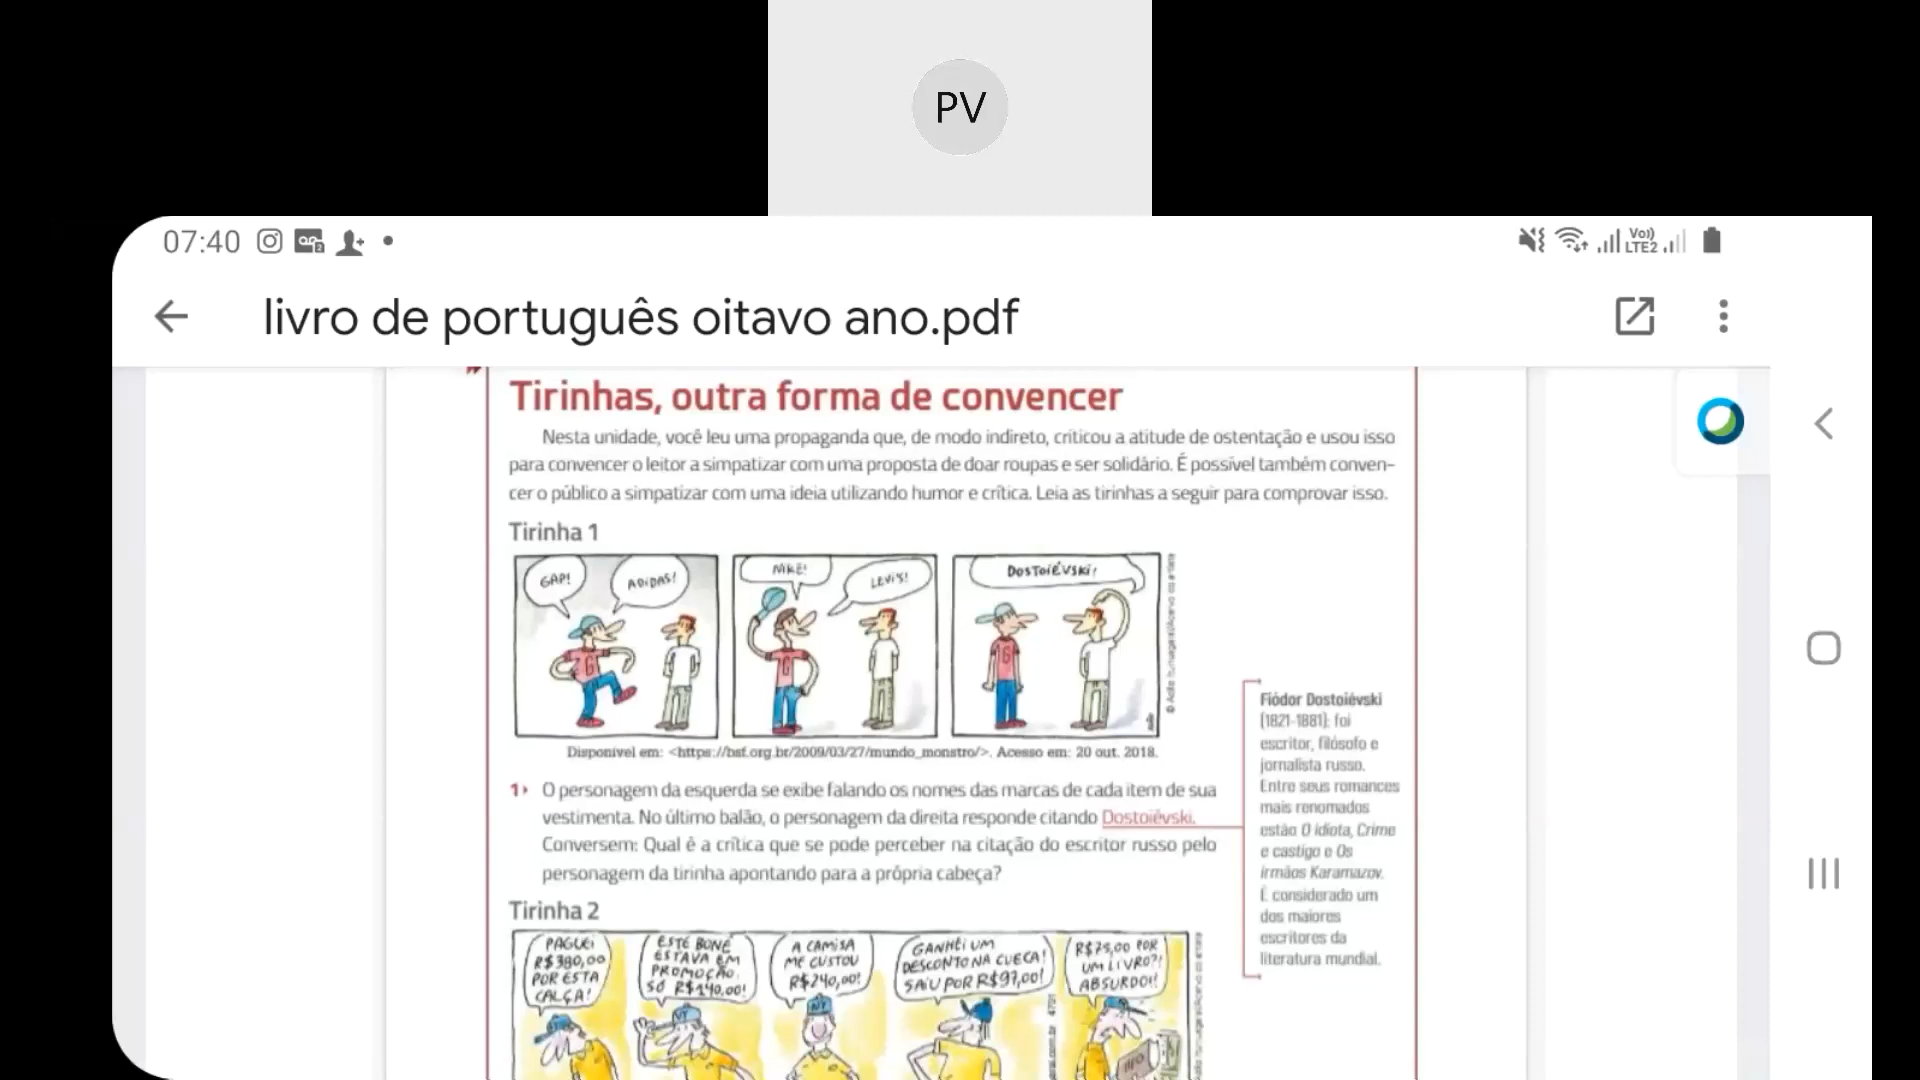 PV
07:40
Vo))
LTE2
livro de português oitavo ano.pdf
Tirinhas, outra forma de convencer
Nesta unidade, você leu uma propaganda que, de modo indireto, criticou a atitude de ostentação e usou isso
para convencer o leitor a simpatizar com uma proposta de doar roupas e ser solidário. É possível também conven-
cer o público a simpatizar com uma ideia utilizando humor e crítica. Leia as tirinhas a seguir para comprovar isso.
Tirinha 1
GAP!
ADIDAS!
NIKE!
LEVI'S!
DOSTOIÉVSKI!
G
G
G
Disponível em: <https://bsf.org.br/2009/03/27/mundo_monstro/>. Acesso em: 20 out. 2018.
1 O personagem da esquerda se exibe falando os nomes das marcas de cada item de sua
vestimenta. No último balão, o personagem da direita responde citando Dostoiévski.
Conversem: Qual é a crítica que se pode perceber na citação do escritor russo pelo
personagem da tirinha apontando para a própria cabeça?
Fiódor Dostoiévski
(1821-1881): foi
escritor, filósofo e
jornalista russo.
Entre seus romances
mais renomados
estão O idiota, Crime
e castigo e Os
irmãos Karamazov.
É considerado um
dos maiores
escritores da
literatura mundial.
Tirinha 2
PAGUEI
R$380,00
POR ESTA
CALÇA!
ESTE BONÉ
ESTAVA EM
PROMOÇÃO.
SÓ R$140,00!
A CAMISA
ME CUSTOU
R$240,00!
GANHEI UM
DESCONTO NA CUECA!
SAIU POR R$97,00!
R$75,00 POR
UM LIVRO?!
ABSURDO!!